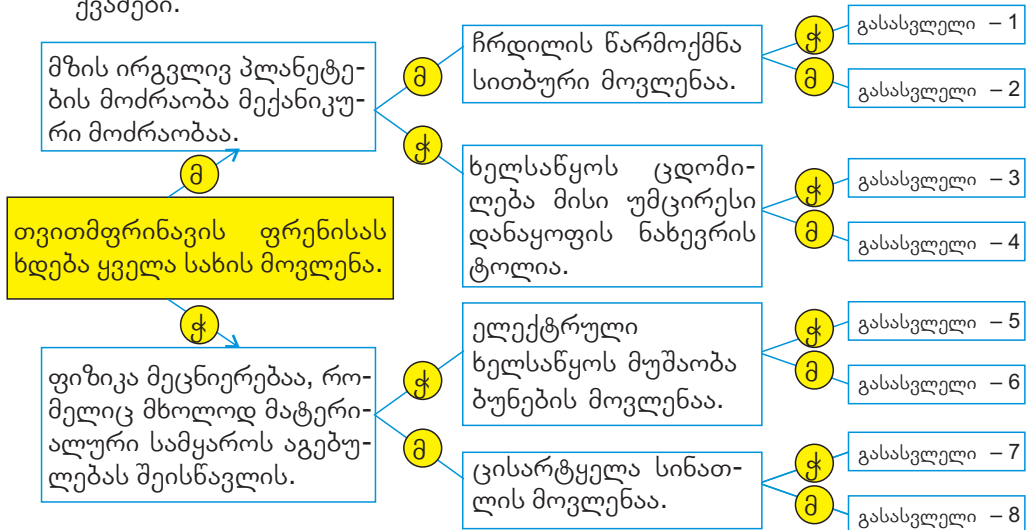 ქვამები.
მზის ირგვლივ პლანეტე-
ბის მოძრაობა მექანიკუ-
რი მოძრაობაა.
მ
ჭ
მ
ჩრდილის წარმოქმნა
სითბური მოვლენაა.
ჭ
მ
გასასვლელი – 1
გასასვლელი – 2
ხელსაწყოს ცდომი-
ლება მისი უმცირესი
დანაყოფის ნახევრის
ტოლია.
ჭ
მ
გასასვლელი – 3
გასასვლელი – 4
თვითმფრინავის ფრენისას
ხდება ყველა სახის მოვლენა.
ჭ
ფიზიკა მეცნიერებაა, რო-
მელიც მხოლოდ მატერი-
ალური სამყაროს აგებუ-
ლებას შეისწავლის.
ჭ
მ
ელექტრული
ხელსაწყოს მუშაობა
ბუნების მოვლენაა.
ჭ
მ
გასასვლელი – 5
გასასვლელი – 6
ცისარტყელა სინათ-
ლის მოვლენაა.
ჭ
მ
გასასვლელი – 7
გასასვლელი – 8